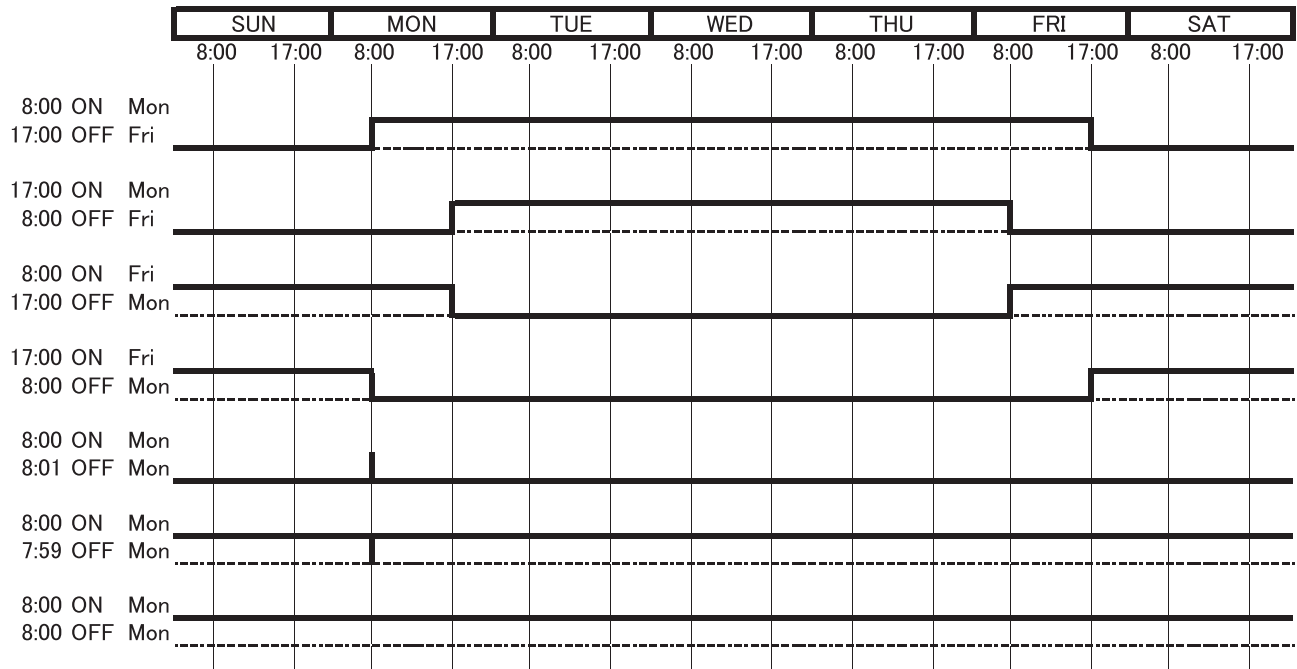 SUN MON TUE WED THU FRI SAT
8:00 17:00 8:00 17:00 8:00 17:00 8:00 17:00 8:00 17:00 8:00 17:00 8:00 17:00
8:00 ON Mon
17:00 OFF Fri
17:00 ON Mon
8:00 OFF Fri
8:00 ON Fri
17:00 OFF Mon
17:00 ON Fri
8:00 OFF Mon
8:00 ON Mon
8:01 OFF Mon
8:00 ON Mon
7:59 OFF Mon
8:00 ON Mon
8:00 OFF Mon